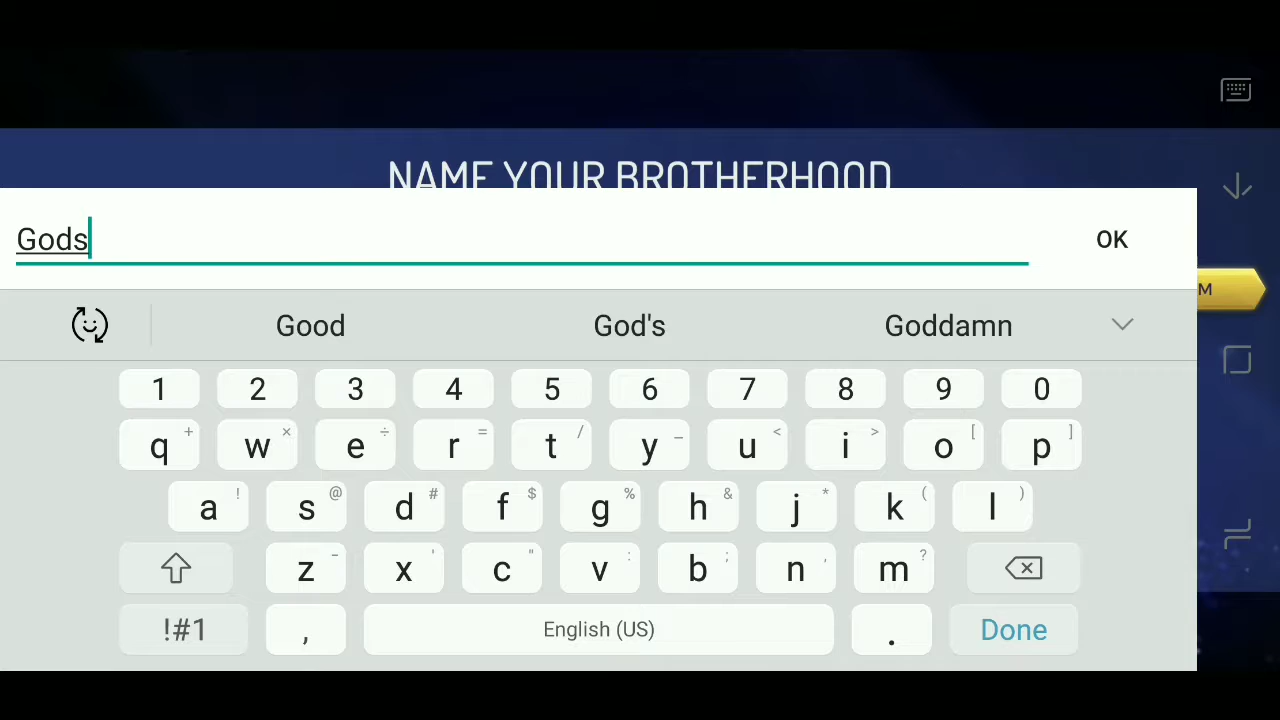 NAME YOUR BROTHERHOOD
Gods
OK
M
Good God's Goddamn
1 2 3 4 5 6 7 8 9 0
q + w × e ÷ r = t / y _ u < i > o [ p ]
a ! s @ d # f $ g % h & j * k ( l )
z - x ' c " v : b ; n , m ?
!#1 , English (US) . Done